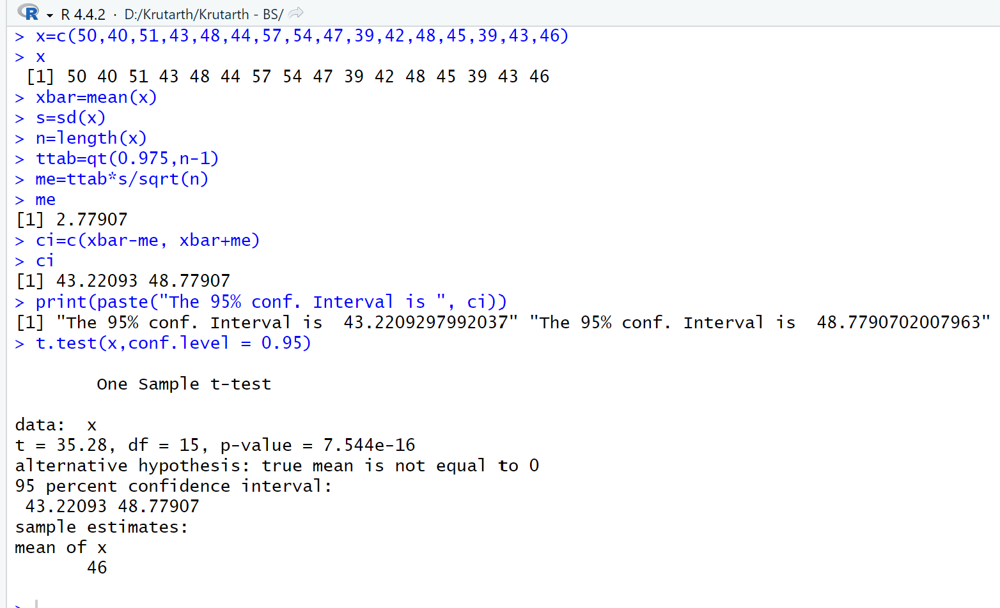 R R 4.4.2 · D:/Krutarth/Krutarth - BS/
> x=c(50,40,51,43,48,44,57,54,47,39,42,48,45,39,43,46)
> x
 [1] 50 40 51 43 48 44 57 54 47 39 42 48 45 39 43 46
> xbar=mean(x)
> s=sd(x)
> n=length(x)
> ttab=qt(0.975,n-1)
> me=ttab*s/sqrt(n)
> me
[1] 2.77907
> ci=c(xbar-me, xbar+me)
> ci
[1] 43.22093 48.77907
> print(paste("The 95% conf. Interval is ", ci))
[1] "The 95% conf. Interval is  43.2209297992037" "The 95% conf. Interval is  48.7790702007963"
> t.test(x,conf.level = 0.95)
        One Sample t-test
data:  x
t = 35.28, df = 15, p-value = 7.544e-16
alternative hypothesis: true mean is not equal to 0
95 percent confidence interval:
 43.22093 48.77907
sample estimates:
mean of x
       46
>